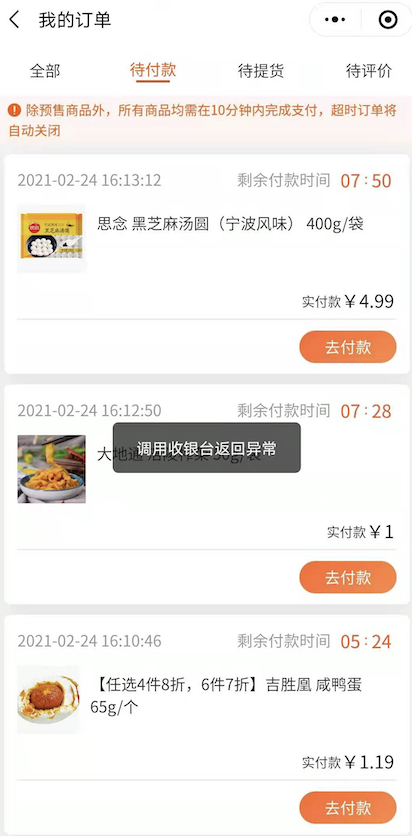 我的订单
全部 待付款 待提货 待评价
除预售商品外，所有商品均需在10分钟内完成支付，超时订单将
自动关闭
2021-02-24 16:13:12 剩余付款时间 07:50
思念 黑芝麻汤圆（宁波风味） 400g/袋
实付款￥4.99
去付款
2021-02-24 16:12:50 剩余付款时间 07:28
调用收银台返回异常
大地通
实付款￥1
去付款
2021-02-24 16:10:46 剩余付款时间 05:24
【任选4件8折，6件7折】吉胜凰 咸鸭蛋
65g/个
实付款￥1.19
去付款